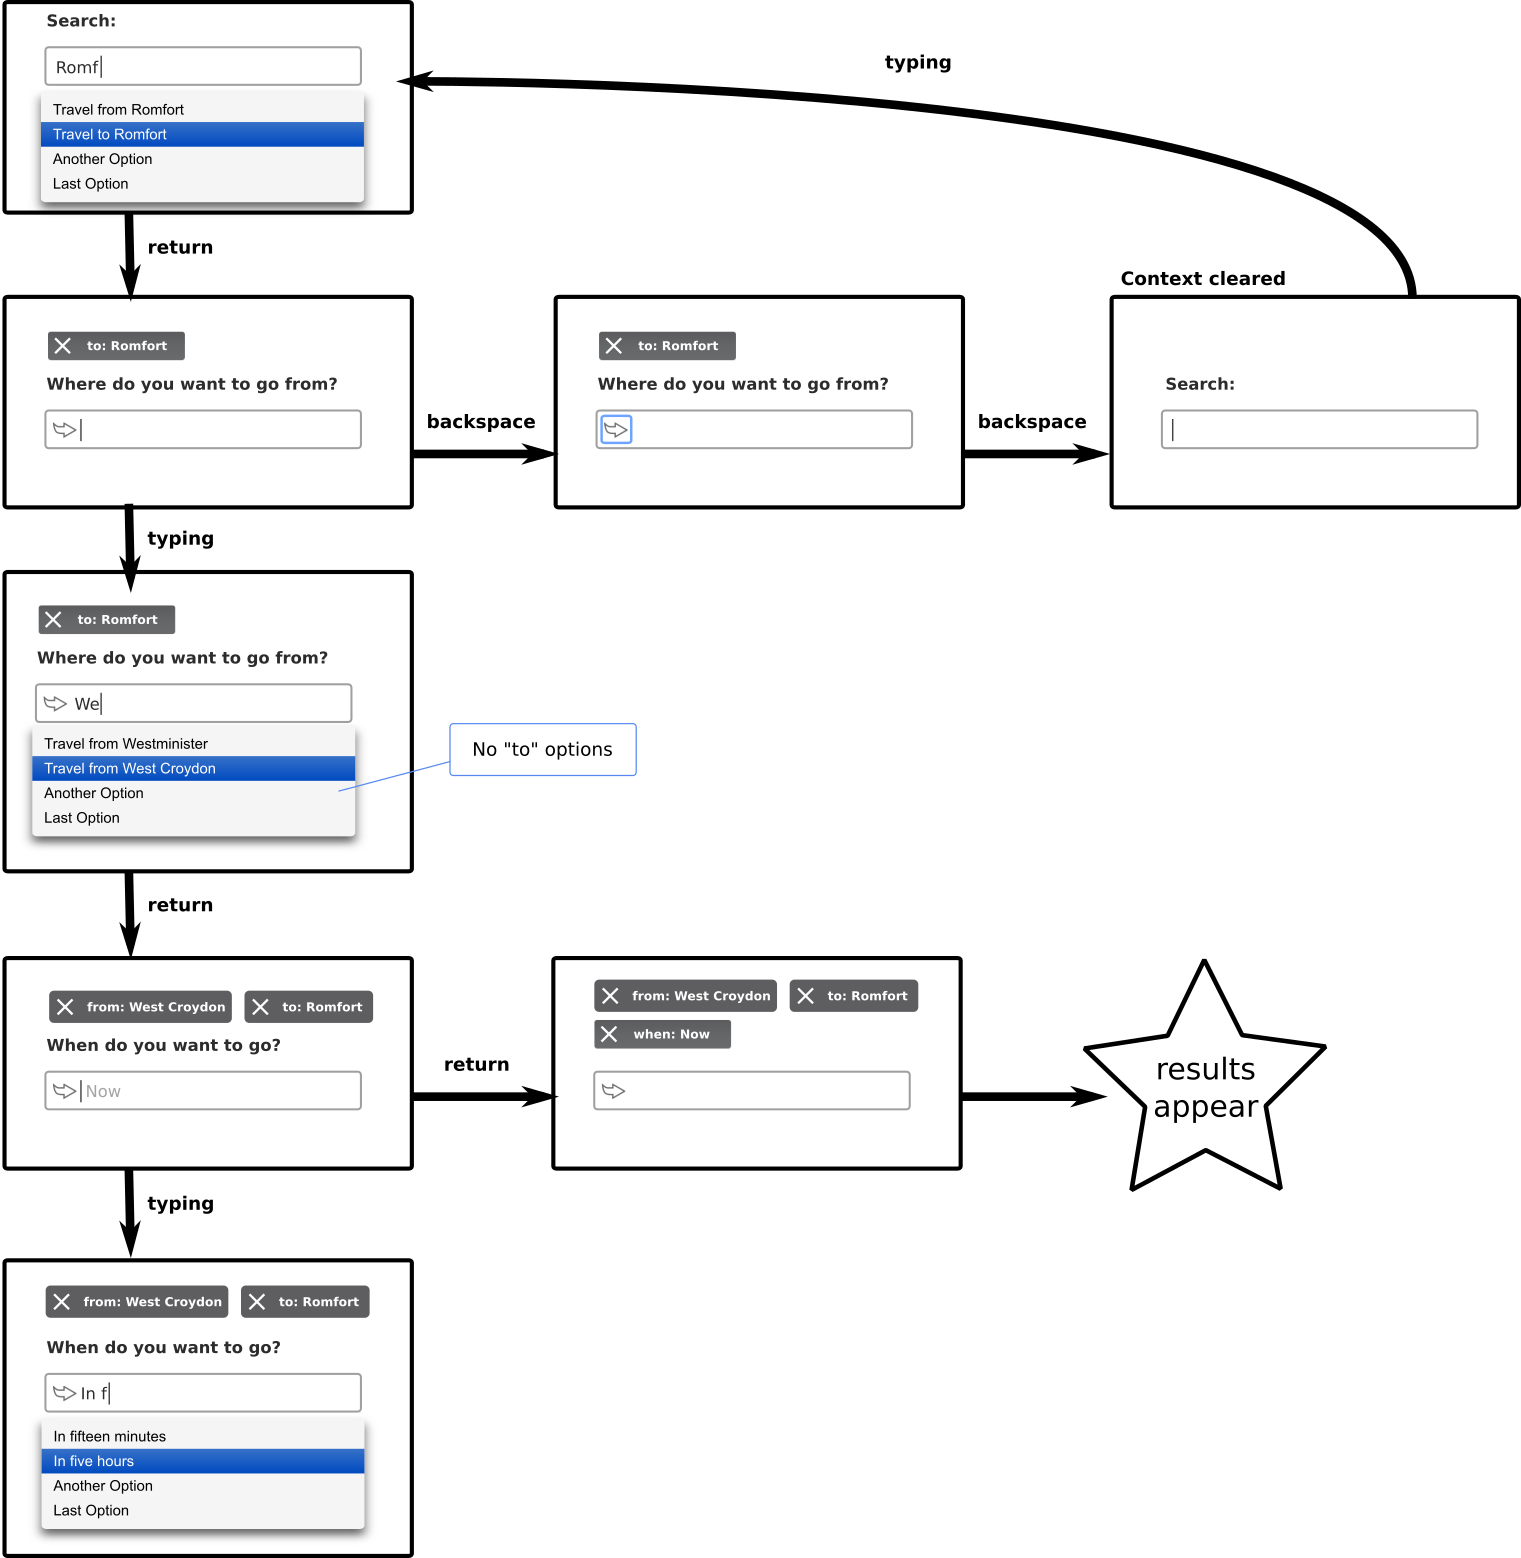 Search:
Romf
Travel from Romfort
Travel to Romfort
Another Option
Last Option
typing
return
Context cleared
to: Romfort
Where do you want to go from?
backspace
to: Romfort
Where do you want to go from?
backspace
Search:
typing
to: Romfort
Where do you want to go from?
We
Travel from Westminister
Travel from West Croydon
Another Option
Last Option
No "to" options
return
from: West Croydon to: Romfort
When do you want to go?
Now
return
from: West Croydon to: Romfort
when: Now
results
appear
typing
from: West Croydon to: Romfort
When do you want to go?
In f
In fifteen minutes
In five hours
Another Option
Last Option